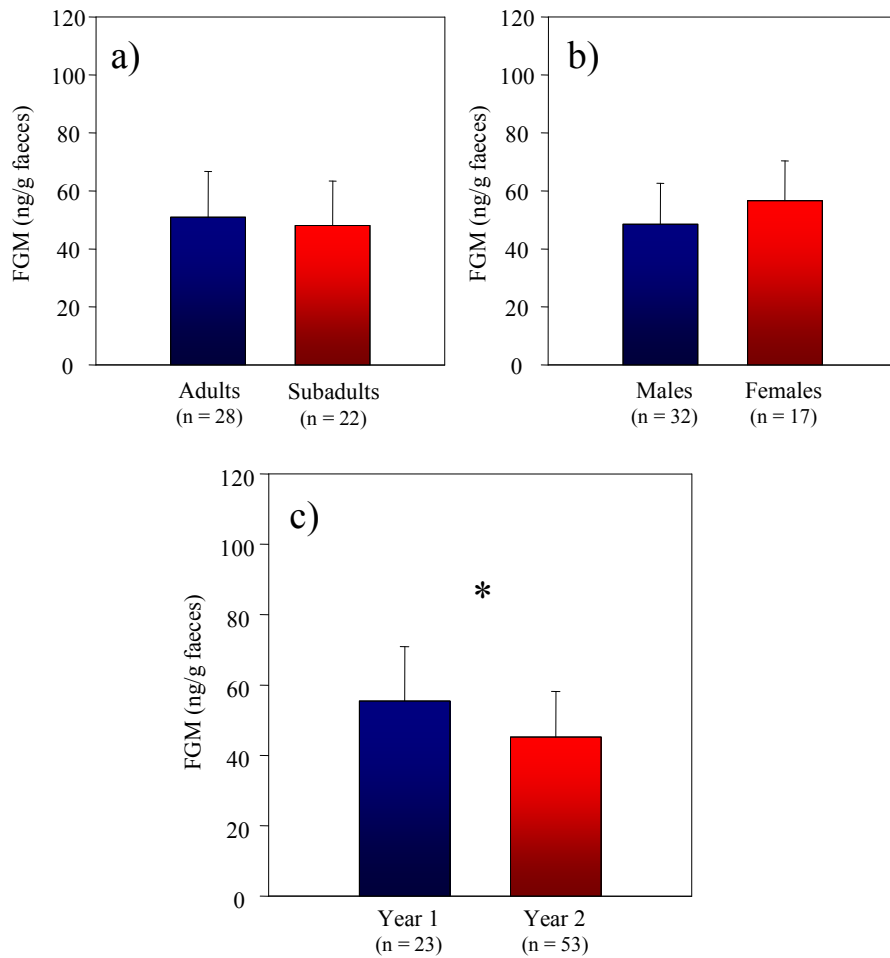 a)
FGM (ng/g faeces)
120
100
80
60
40
20
0
Adults Subadults
(n = 28) (n = 22)
b)
FGM (ng/g faeces)
120
100
80
60
40
20
0
Males Females
(n = 32) (n = 17)
c)
FGM (ng/g faeces)
120
100
80
60
40
20
0
*
Year 1 Year 2
(n = 23) (n = 53)